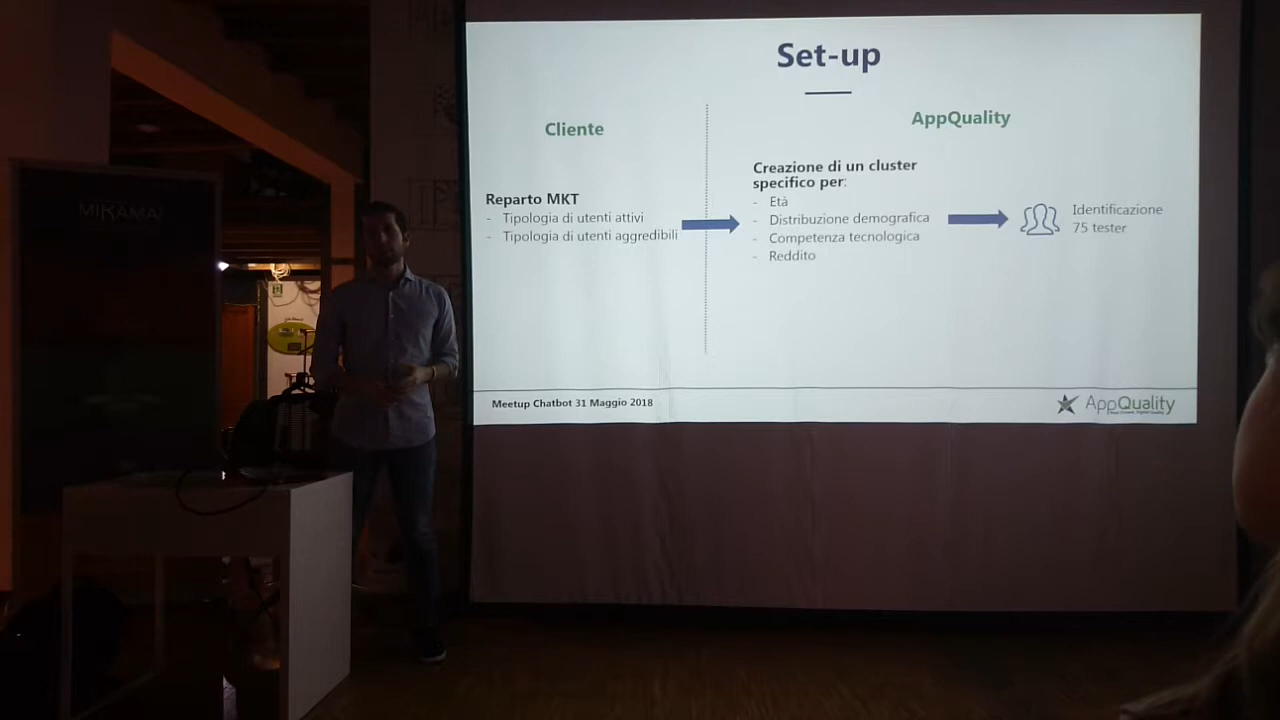 Set-up
Cliente
AppQuality
Reparto MKT
- Tipologia di utenti attivi
- Tipologia di utenti aggredibili
Creazione di un cluster
specifico per:
- Età
- Distribuzione demografica
- Competenza tecnologica
- Reddito
Identificazione
75 tester
Meetup Chatbot 31 Maggio 2018
AppQuality
MIRAMAI